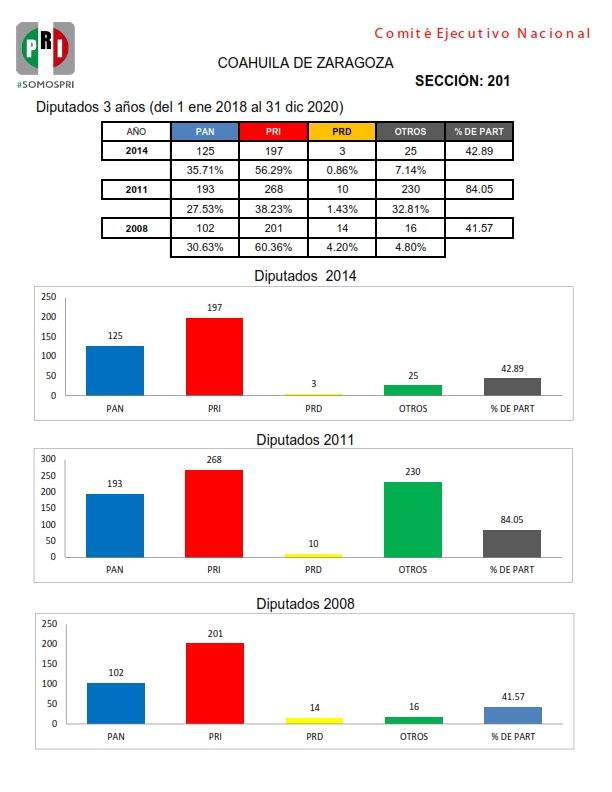 PRI
#SOMOSPRI
Comité Ejecutivo Nacional
COAHUILA DE ZARAGOZA
SECCIÓN: 201
Diputados 3 años (del 1 ene 2018 al 31 dic 2020)
AÑO PAN PRI PRD OTROS % DE PART
2014 125 197 3 25 42.89
35.71% 56.29% 0.86% 7.14%
2011 193 268 10 230 84.05
27.53% 38.23% 1.43% 32.81%
2008 102 201 14 16 41.57
30.63% 60.36% 4.20% 4.80%
Diputados 2014
250
200
150
100
50
0
125
197
3
25
42.89
PAN PRI PRD OTROS % DE PART
Diputados 2011
300
250
200
150
100
50
0
193
268
10
230
84.05
PAN PRI PRD OTROS % DE PART
Diputados 2008
250
200
150
100
50
0
102
201
14
16
41.57
PAN PRI PRD OTROS % DE PART